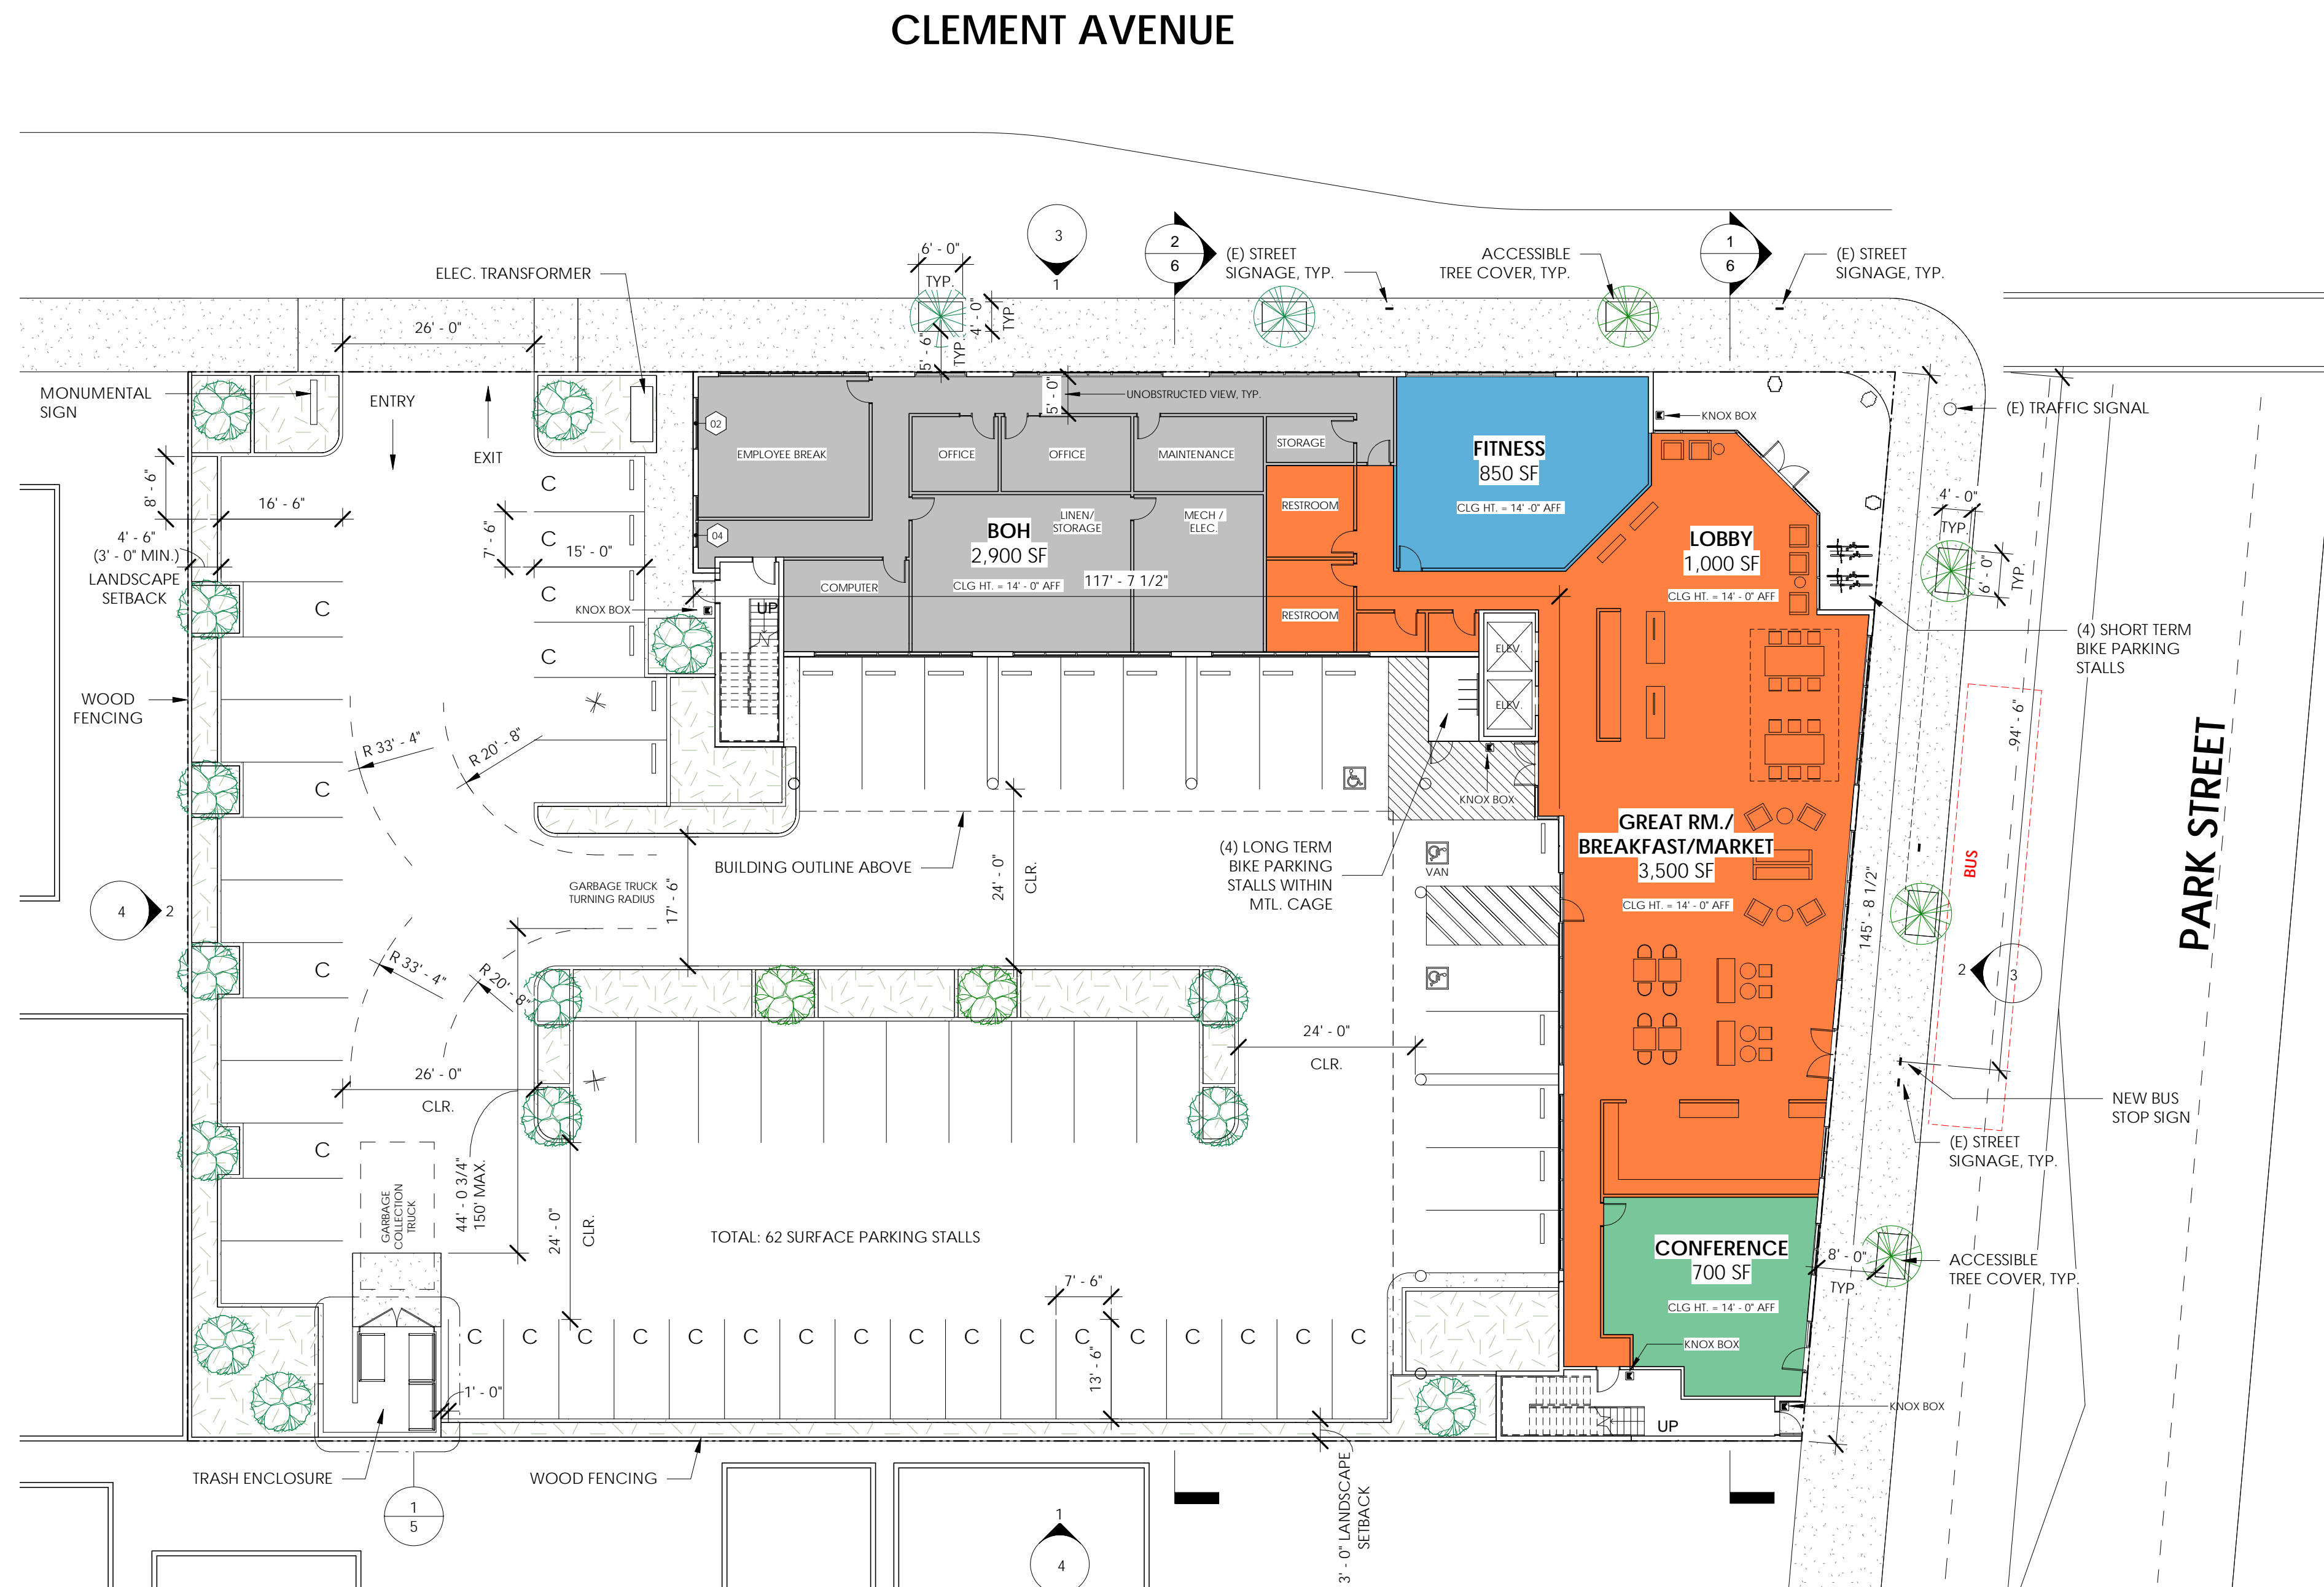 CLEMENT AVENUE
3
1
2
6
1
6
6' - 0"
TYP.
4' - 0"
TYP.
5' - 6"
TYP.
(E) STREET
SIGNAGE, TYP.
ACCESSIBLE
TREE COVER, TYP.
(E) STREET
SIGNAGE, TYP.
ELEC. TRANSFORMER
26' - 0"
MONUMENTAL
SIGN
ENTRY
EXIT
5' - 0"
UNOBSTRUCTED VIEW, TYP.
KNOX BOX
(E) TRAFFIC SIGNAL
02
EMPLOYEE BREAK
OFFICE
OFFICE
MAINTENANCE
STORAGE
FITNESS
850 SF
CLG HT. = 14' -0" AFF
8' - 6"
16' - 6"
4' - 6"
(3' - 0" MIN.)
LANDSCAPE
SETBACK
7' - 6"
15' - 0"
C
C
C
C
04
BOH
2,900 SF
CLG HT. = 14' - 0" AFF
LINEN/
STORAGE
MECH /
ELEC.
RESTROOM
RESTROOM
117' - 7 1/2"
COMPUTER
UP
KNOX BOX
LOBBY
1,000 SF
CLG HT. = 14' - 0" AFF
4' - 0"
TYP.
6' - 0"
TYP.
(4) SHORT TERM
BIKE PARKING
STALLS
C
WOOD
FENCING
ELEV.
ELEV.
R 33' - 4"
R 20' - 8"
C
94' - 6"
PARK STREET
KNOX BOX
GREAT RM./
BREAKFAST/MARKET
3,500 SF
CLG HT. = 14' - 0" AFF
BUS
BUILDING OUTLINE ABOVE
24' - 0"
CLR.
(4) LONG TERM
BIKE PARKING
STALLS WITHIN
MTL. CAGE
VAN
GARBAGE TRUCK
TURNING RADIUS
17' - 6"
145' - 8 1/2"
4
2
2
3
C
R 33' - 4"
R 20' - 8"
24' - 0"
CLR.
26' - 0"
CLR.
NEW BUS
STOP SIGN
(E) STREET
SIGNAGE, TYP.
C
44' - 0 3/4"
150' MAX.
GARBAGE
COLLECTION
TRUCK
24' - 0"
CLR.
TOTAL: 62 SURFACE PARKING STALLS
CONFERENCE
700 SF
CLG HT. = 14' - 0" AFF
8' - 0"
TYP.
ACCESSIBLE
TREE COVER, TYP.
7' - 6"
13' - 6"
C C C C C C C C C C C C C C C C C
KNOX BOX
1' - 0"
UP
KNOX BOX
TRASH ENCLOSURE
WOOD FENCING
3' - 0" LANDSCAPE
SETBACK
1
5
1
4